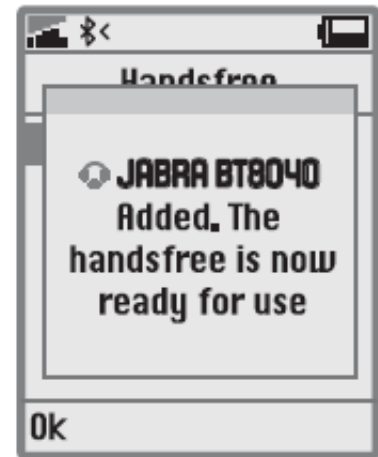 Handsfree
JABRA BT8040
Added. The
handsfree is now
ready for use
Ok